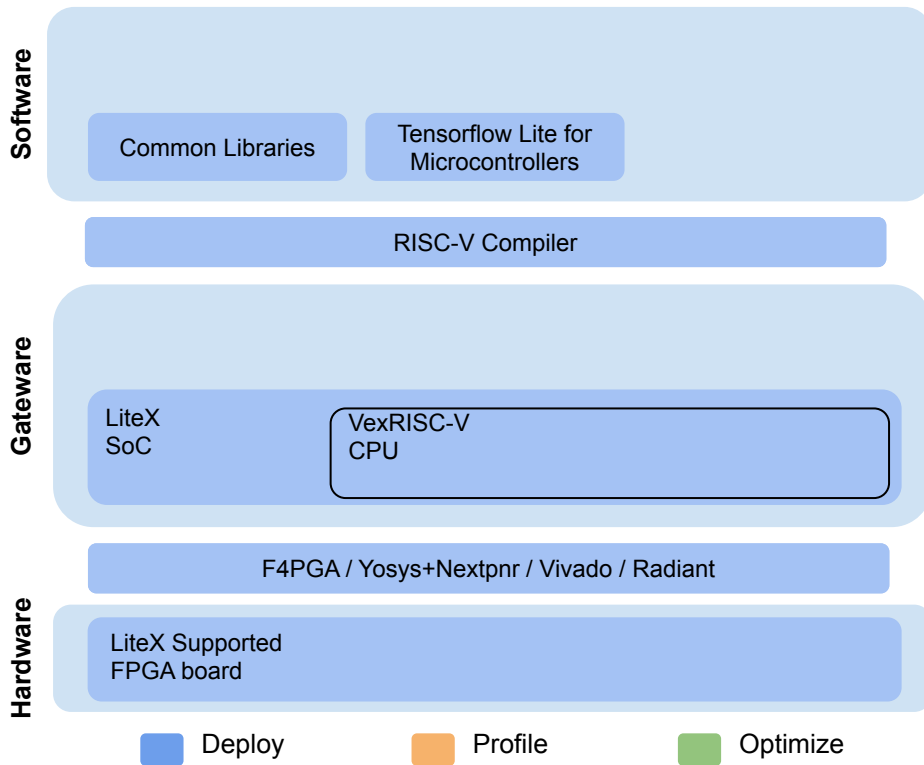 Software
Common Libraries
Tensorflow Lite for
Microcontrollers
RISC-V Compiler
Gateware
LiteX
SoC
VexRISC-V
CPU
F4PGA / Yosys+Nextpnr / Vivado / Radiant
Hardware
LiteX Supported
FPGA board
Deploy
Profile
Optimize